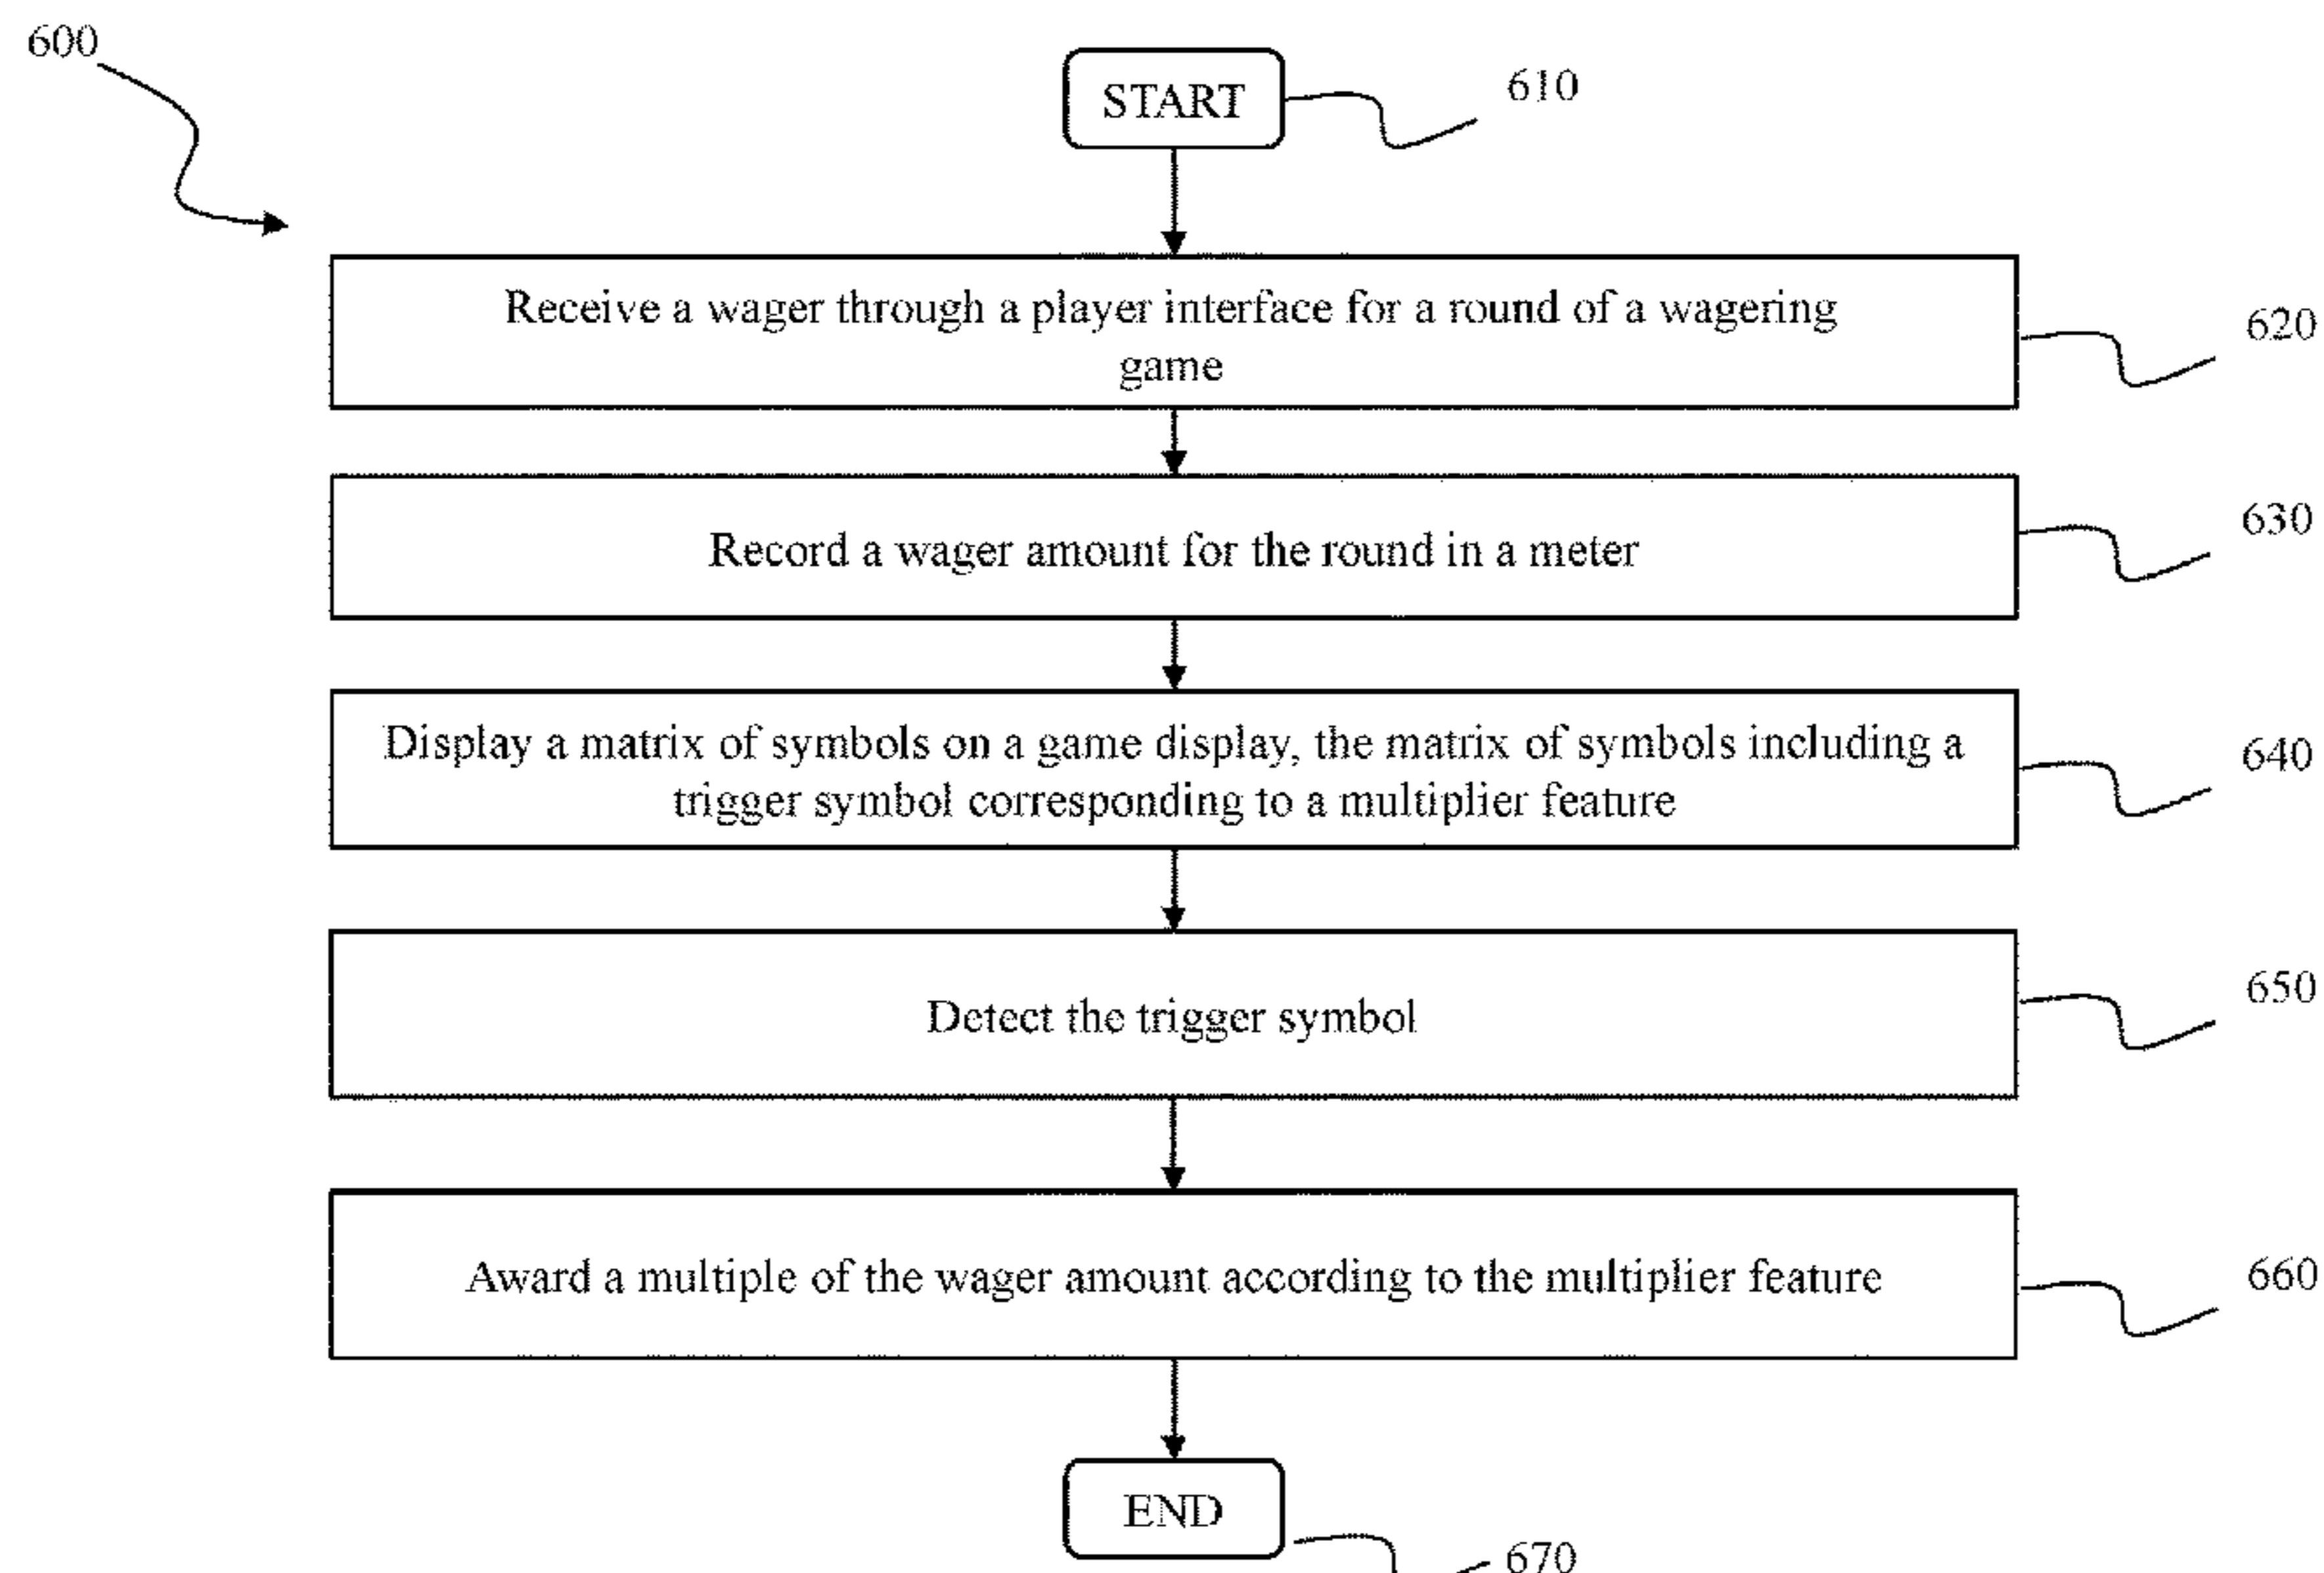 600
START
610
Receive a wager through a player interface for a round of a wagering
game
620
Record a wager amount for the round in a meter
630
Display a matrix of symbols on a game display, the matrix of symbols including a
trigger symbol corresponding to a multiplier feature
640
Detect the trigger symbol
650
Award a multiple of the wager amount according to the multiplier feature
660
END
670